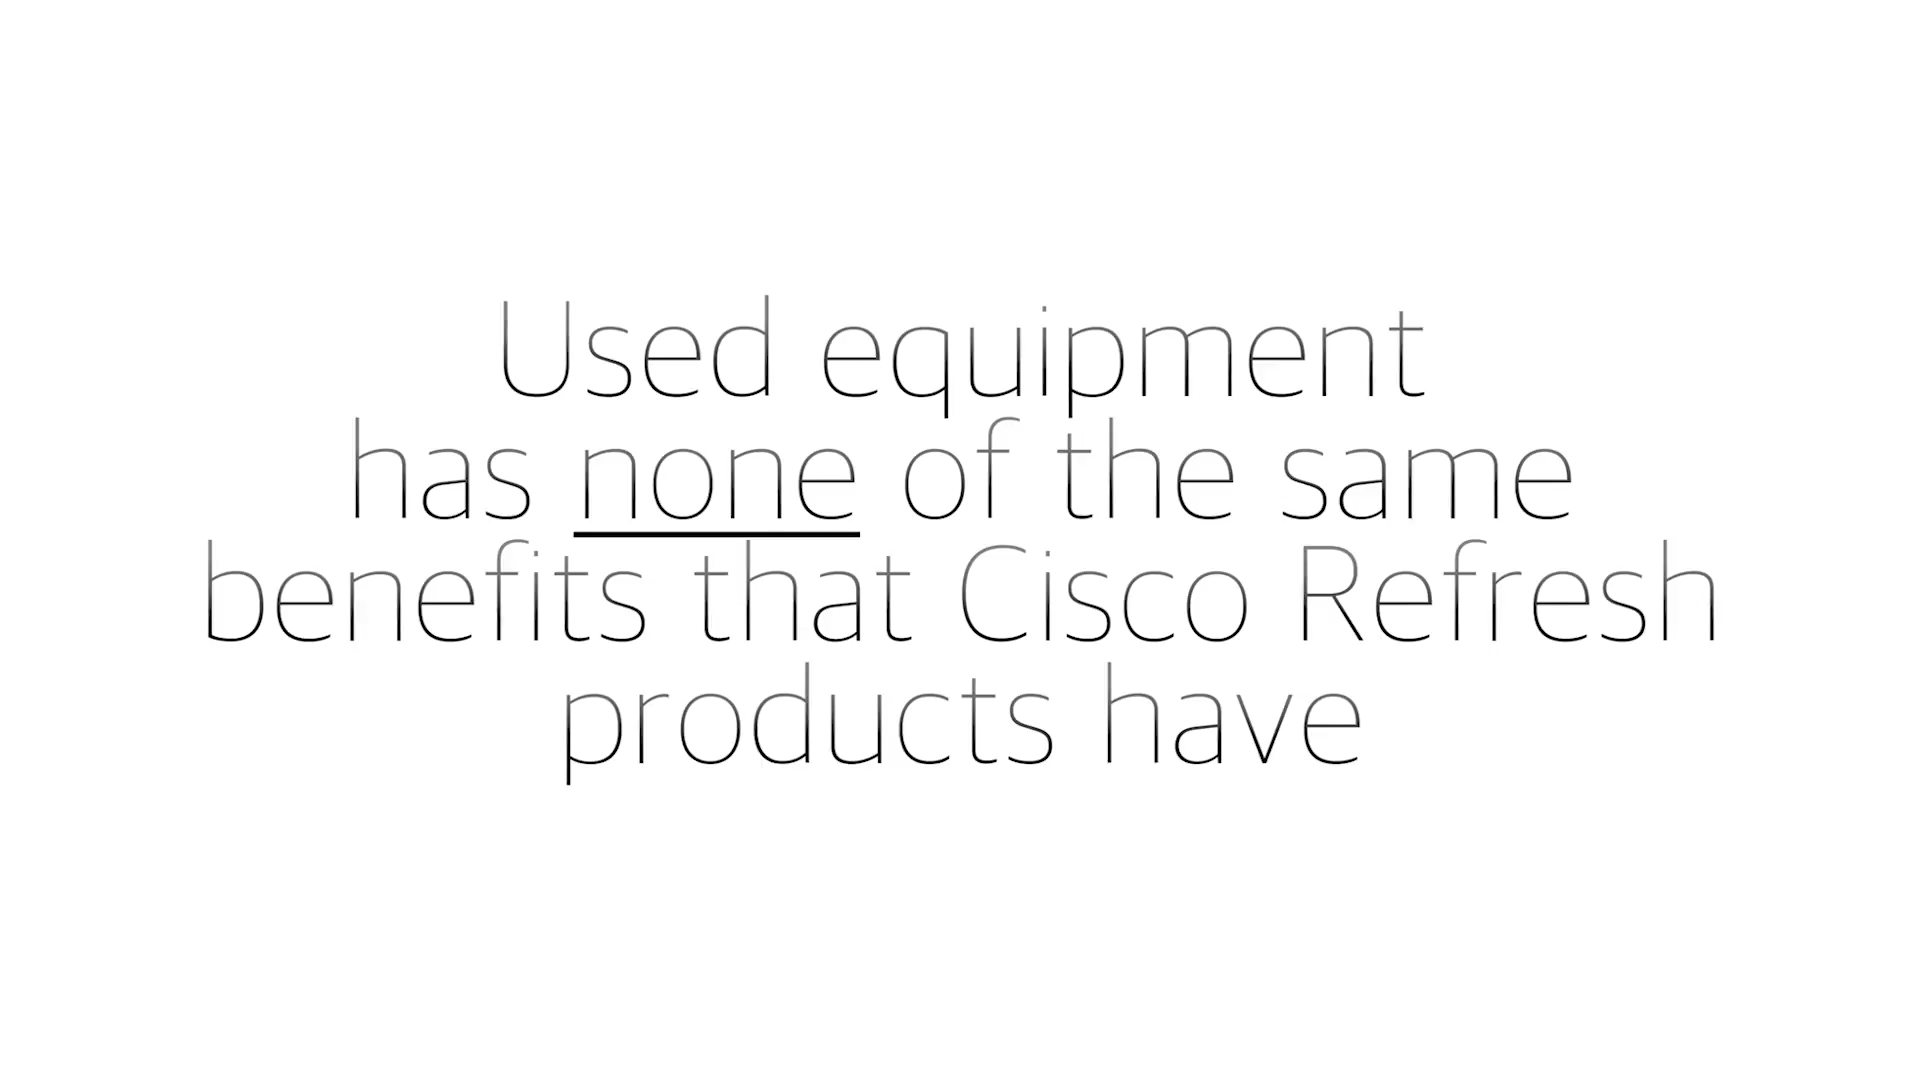 Used equipment
has none of the same
benefits that Cisco Refresh
products have